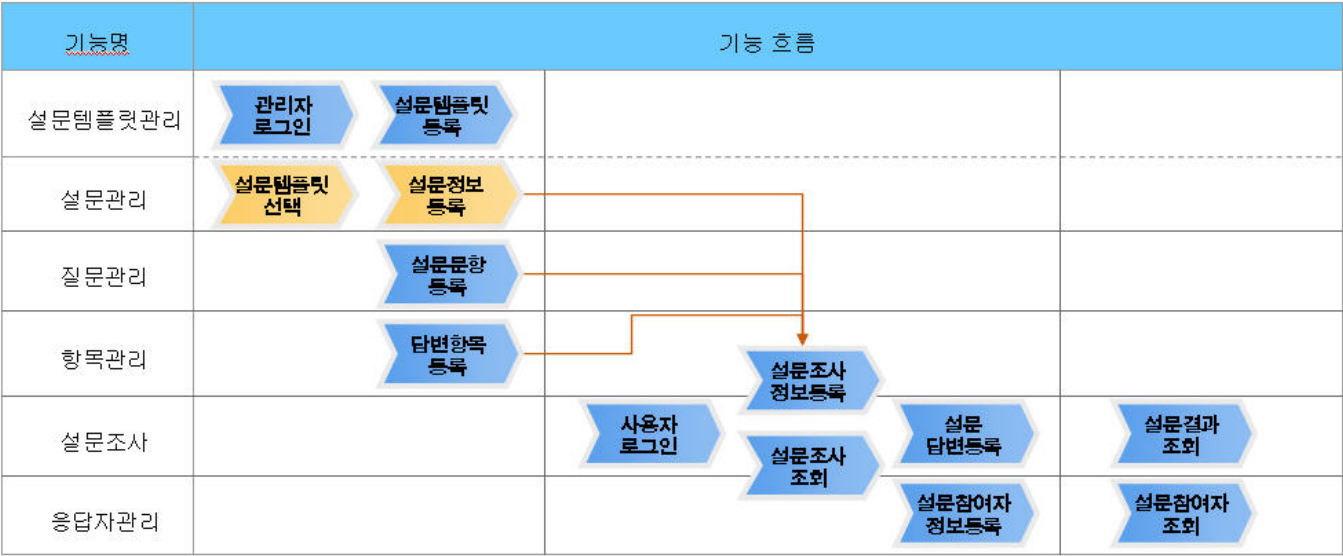 기능명
기능 흐름
설문템플릿관리
관리자
로그인
설문템플릿
등록
설문관리
설문템플릿
선택
설문정보
등록
질문관리
설문문항
등록
항목관리
답변항목
등록
설문조사
정보등록
설문조사
사용자
로그인
설문조사
조회
설문
답변등록
설문결과
조회
응답자관리
설문참여자
정보등록
설문참여자
조회